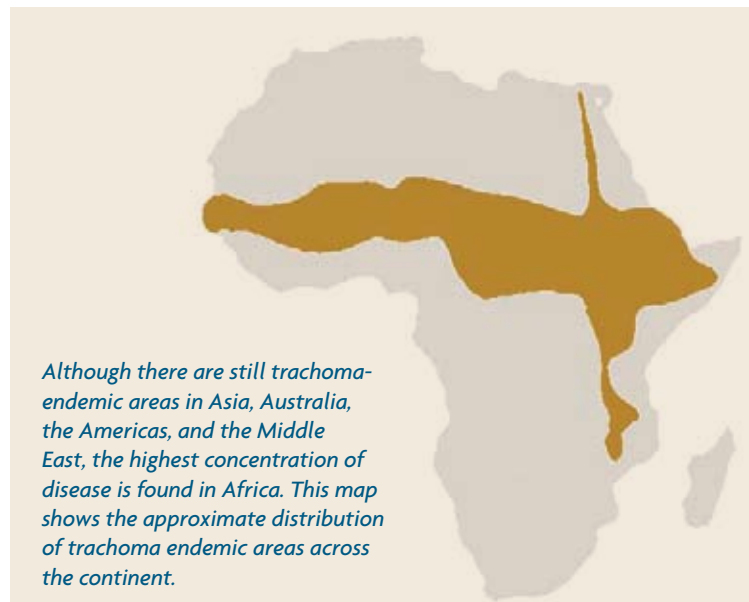 Although there are still trachoma-
endemic areas in Asia, Australia,
the Americas, and the Middle
East, the highest concentration of
disease is found in Africa. This map
shows the approximate distribution
of trachoma endemic areas across
the continent.